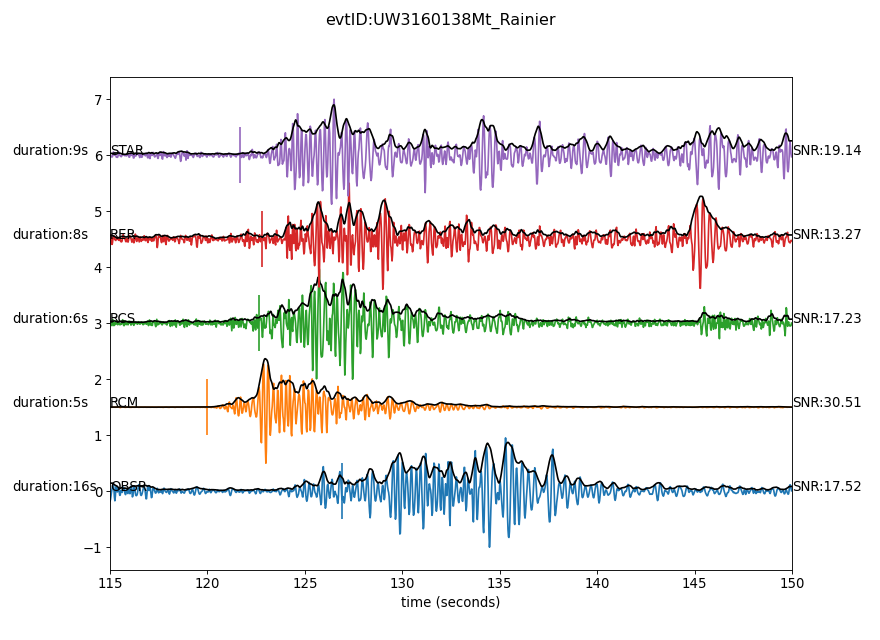 evtID:UW3160138Mt_Rainier
7
duration:9s STAR SNR:19.14
6
5
duration:8s RER SNR:13.27
4
duration:6s RCS SNR:17.23
3
2
duration:5s RCM SNR:30.51
1
duration:16s OBSR SNR:17.52
0
−1
115 120 125 130 135 140 145 150
time (seconds)